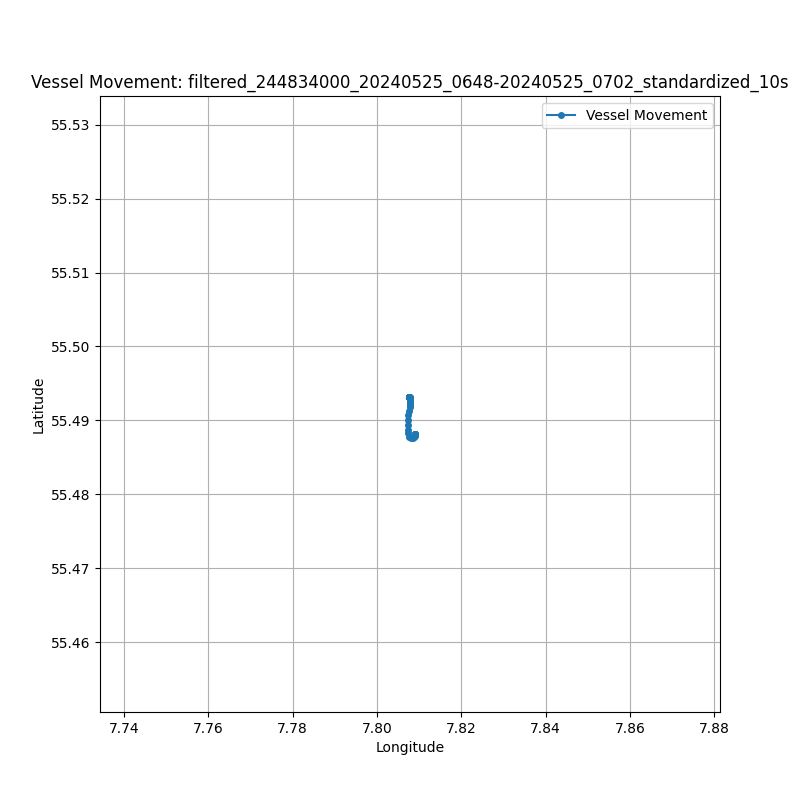 Vessel Movement: filtered_244834000_20240525_0648-20240525_0702_standardized_10s
Vessel Movement
55.53
55.52
55.51
55.50
55.49
55.48
55.47
55.46
Latitude
7.74 7.76 7.78 7.80 7.82 7.84 7.86 7.88
Longitude